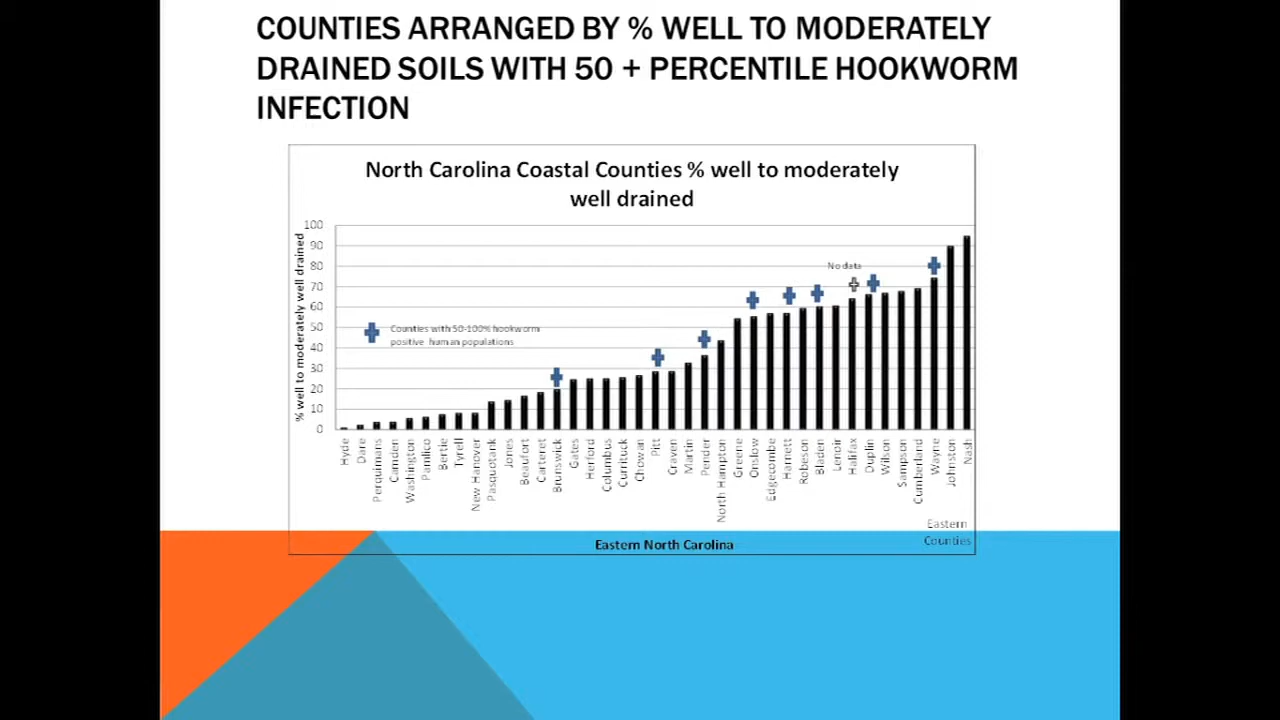 COUNTIES ARRANGED BY % WELL TO MODERATELY
DRAINED SOILS WITH 50 + PERCENTILE HOOKWORM
INFECTION
North Carolina Coastal Counties % well to moderately
well drained
% well to moderately well drained
100
90
80
70
60
50
40
30
20
10
0
No data
Counties with 50-100% hookworm
positive human populations
Hyde
Dare
Perquimans
Camden
Washington
Pamlico
Bertie
Tyrell
New Hanover
Pasquotank
Jones
Beaufort
Carteret
Brunswick
Gates
Herford
Columbus
Currituck
Chowan
Pitt
Craven
Martin
Pender
North Hampton
Greene
Onslow
Edgecombe
Harnett
Robeson
Bladen
Lenoir
Halifax
Duplin
Wilson
Sampson
Cumberland
Wayne
Johnston
Nash
Eastern
Counties
Eastern North Carolina